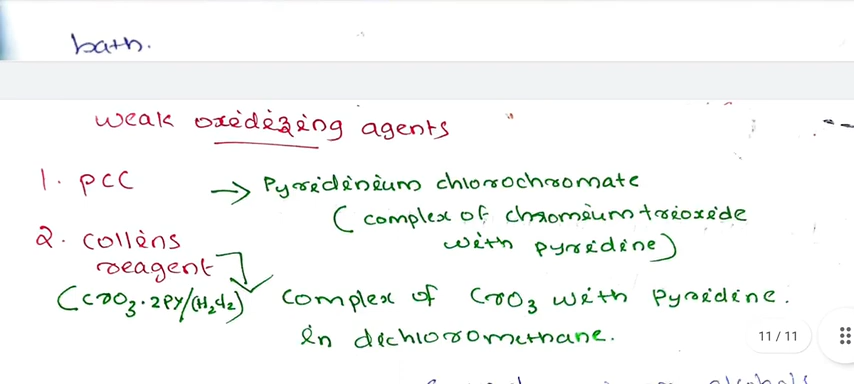 bath.
weak oxidizing agents
1. PCC → Pyridinium chlorochromate
(complex of chromium trioxide
with pyridine)
2. collins
reagent
(CrO3·2PY/CH2Cl2) complex of CrO3 with Pyridine.
in dichloromethane.
11 / 11